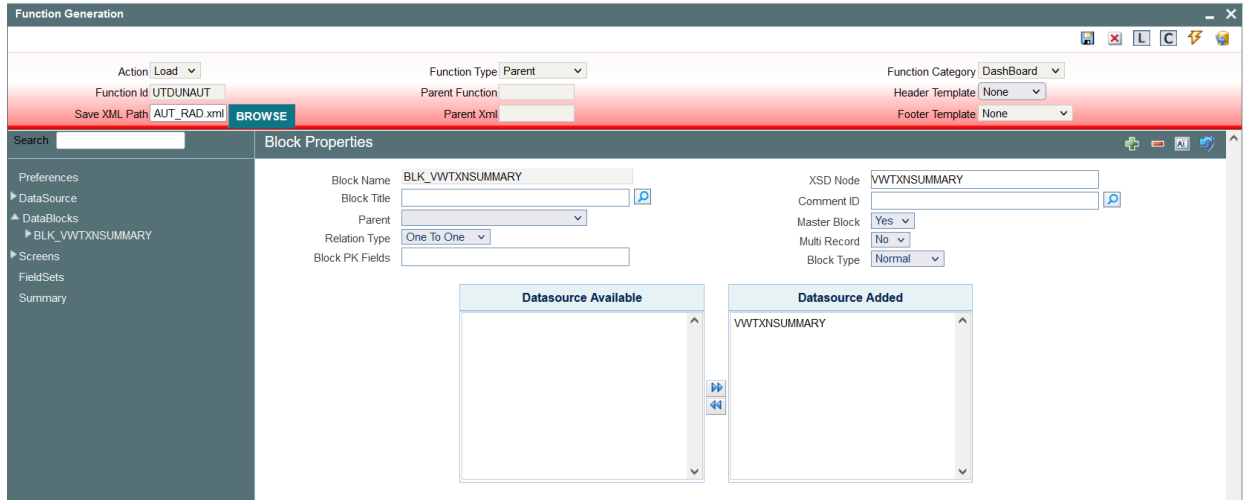 Function Generation
L C
Action Load Function Type Parent Function Category DashBoard
Function Id UTDUNAUT Parent Function Header Template None
Save XML Path AUT_RAD.xml BROWSE Parent Xml Footer Template None
Search Block Properties
Preferences
DataSource
DataBlocks
BLK_VWTXNSUMMARY
Screens
FieldSets
Summary
Block Name BLK_VWTXNSUMMARY XSD Node VWTXNSUMMARY
Block Title Comment ID
Parent Master Block Yes
Relation Type One To One Multi Record No
Block PK Fields Block Type Normal
Datasource Available Datasource Added
VWTXNSUMMARY